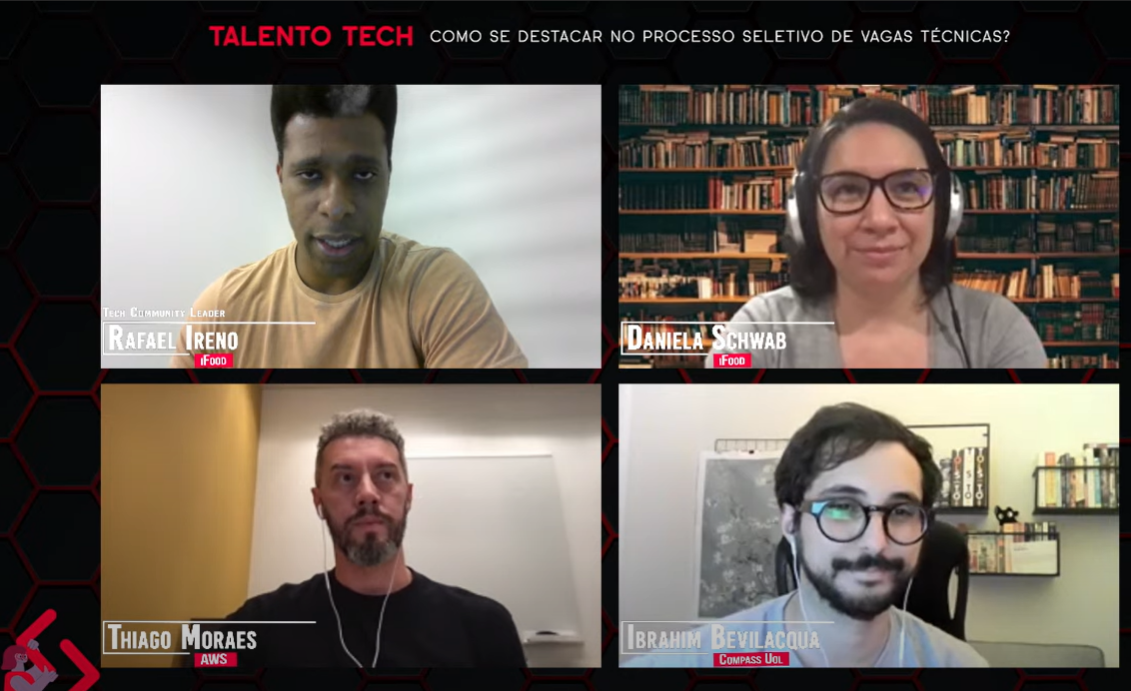 TALENTO TECH COMO SE DESTACAR NO PROCESSO SELETIVO DE VAGAS TÉCNICAS?
TECH COMMUNITY LEADER
RAFAEL IRENO
IFOOD
DANIELA SCHWAB
IFOOD
THIAGO MORAES
AWS
IBRAHIM BEVILACQUA
COMPASS UOL